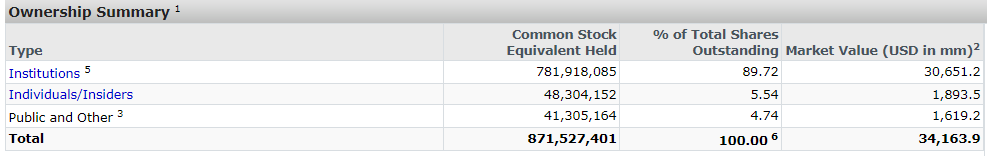 Ownership Summary 1
Type Common Stock Equivalent Held % of Total Shares Outstanding Market Value (USD in mm)2
Institutions 5 781,918,085 89.72 30,651.2
Individuals/Insiders 48,304,152 5.54 1,893.5
Public and Other 3 41,305,164 4.74 1,619.2
Total 871,527,401 100.00 6 34,163.9